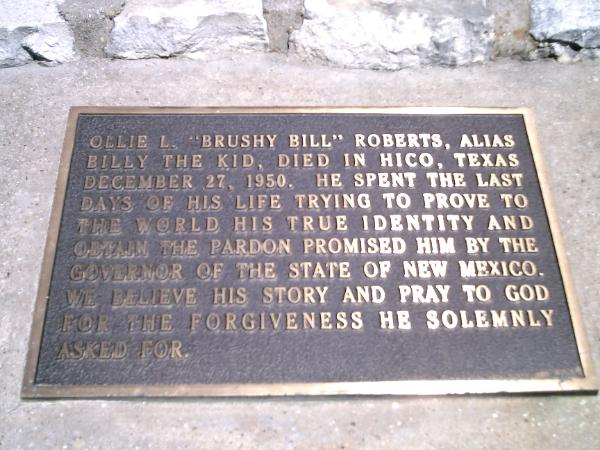 OLLIE L. "BRUSHY BILL" ROBERTS, ALIAS
BILLY THE KID, DIED IN HICO, TEXAS
DECEMBER 27, 1950. HE SPENT THE LAST
DAYS OF HIS LIFE TRYING TO PROVE TO
THE WORLD HIS TRUE IDENTITY AND
OBTAIN THE PARDON PROMISED HIM BY THE
GOVERNOR OF THE STATE OF NEW MEXICO.
WE BELIEVE HIS STORY AND PRAY TO GOD
FOR THE FORGIVENESS HE SOLEMNLY
ASKED FOR.